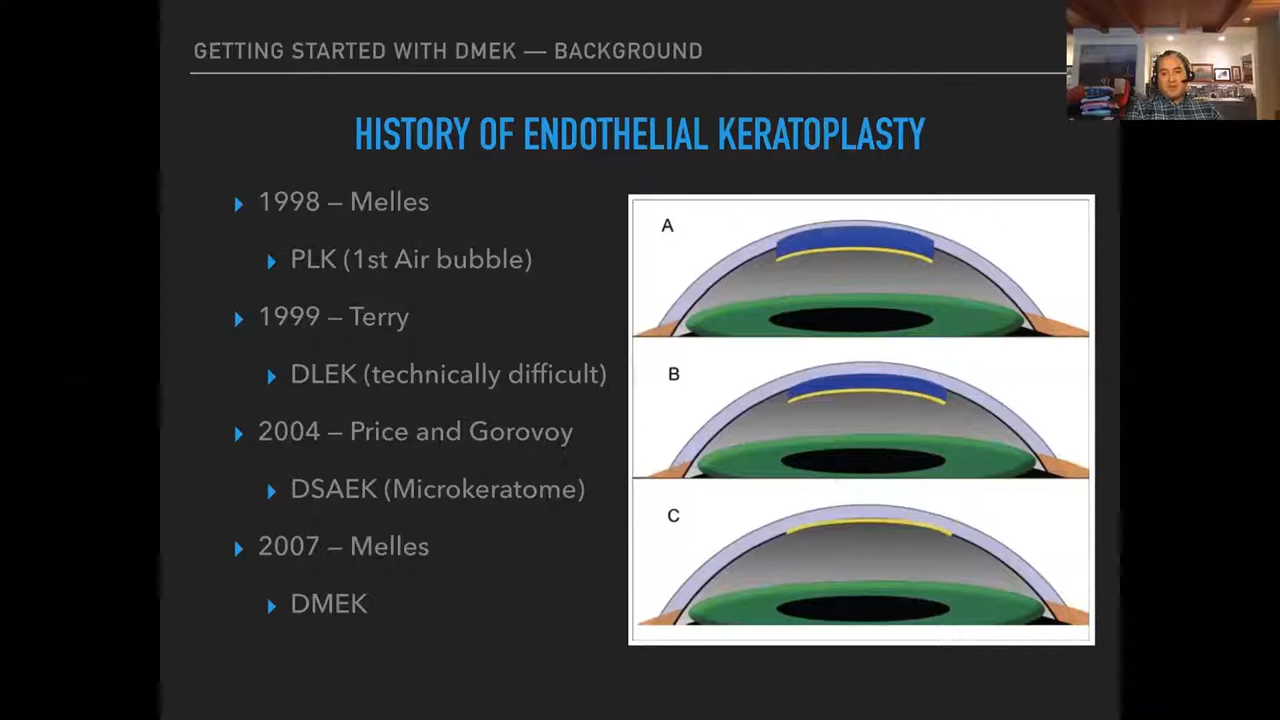 GETTING STARTED WITH DMEK — BACKGROUND
HISTORY OF ENDOTHELIAL KERATOPLASTY
1998 – Melles
PLK (1st Air bubble)
1999 – Terry
DLEK (technically difficult)
2004 – Price and Gorovoy
DSAEK (Microkeratome)
2007 – Melles
DMEK
A
B
C